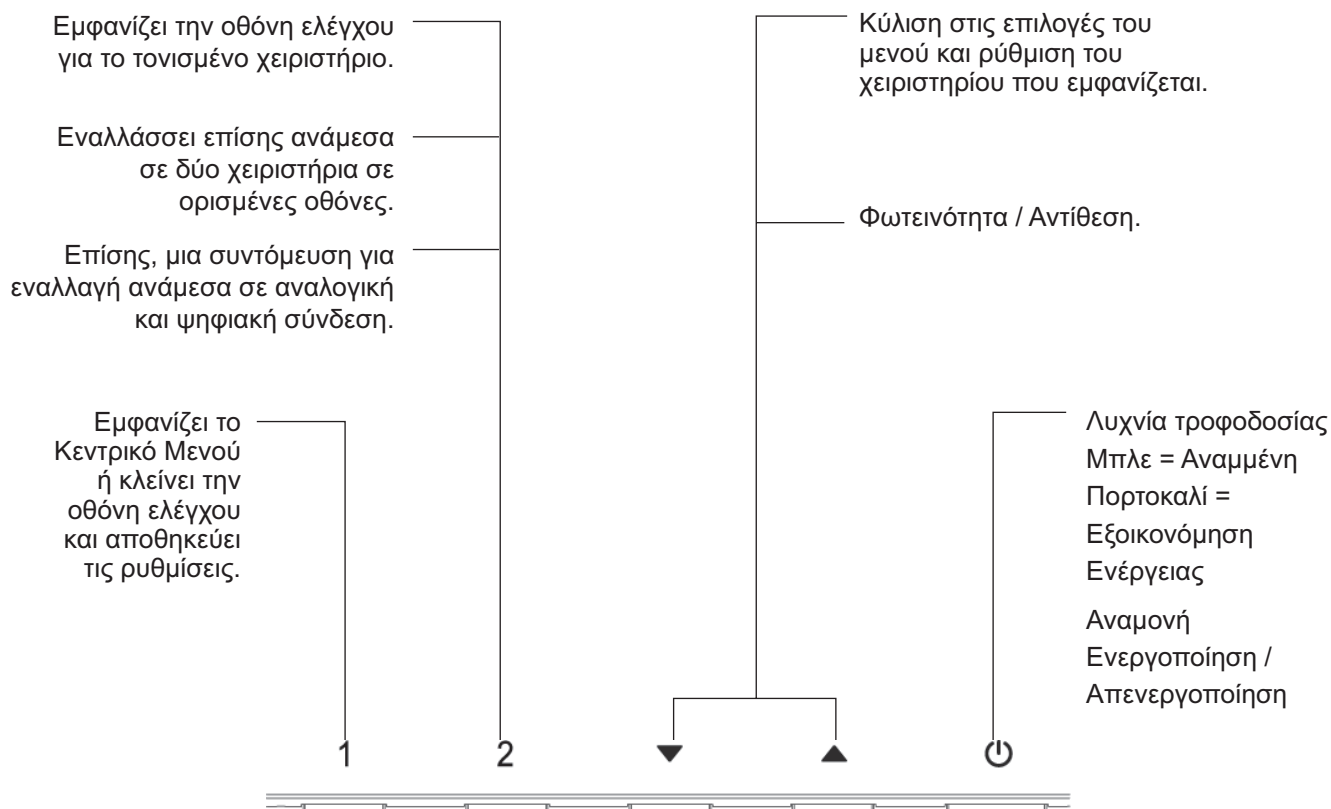 Εμφανίζει την οθόνη ελέγχου
για το τονισμένο χειριστήριο.
Εναλλάσσει επίσης ανάμεσα
σε δύο χειριστήρια σε
ορισμένες οθόνες.
Επίσης, μια συντόμευση για
εναλλαγή ανάμεσα σε αναλογική
και ψηφιακή σύνδεση.
Εμφανίζει το
Κεντρικό Μενού
ή κλείνει την
οθόνη ελέγχου
και αποθηκεύει
τις ρυθμίσεις.
Κύλιση στις επιλογές του
μενού και ρύθμιση του
χειριστηρίου που εμφανίζεται.
Φωτεινότητα / Αντίθεση.
Λυχνία τροφοδοσίας
Μπλε = Αναμμένη
Πορτοκαλί =
Εξοικονόμηση
Ενέργειας
Αναμονή
Ενεργοποίηση /
Απενεργοποίηση
1 2 ▼ ▲ ⏻